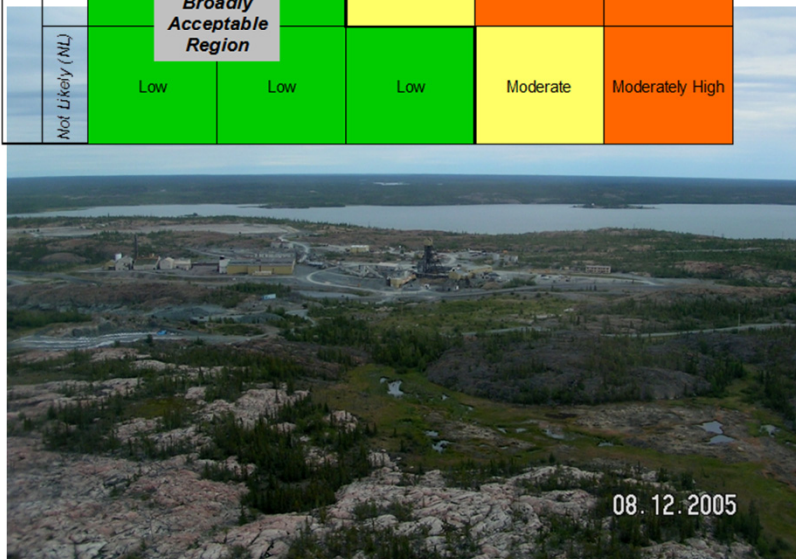 Broadly
Acceptable
Region
Not Likely (NL)
Low
Low
Low
Moderate
Moderately High
08.12.2005